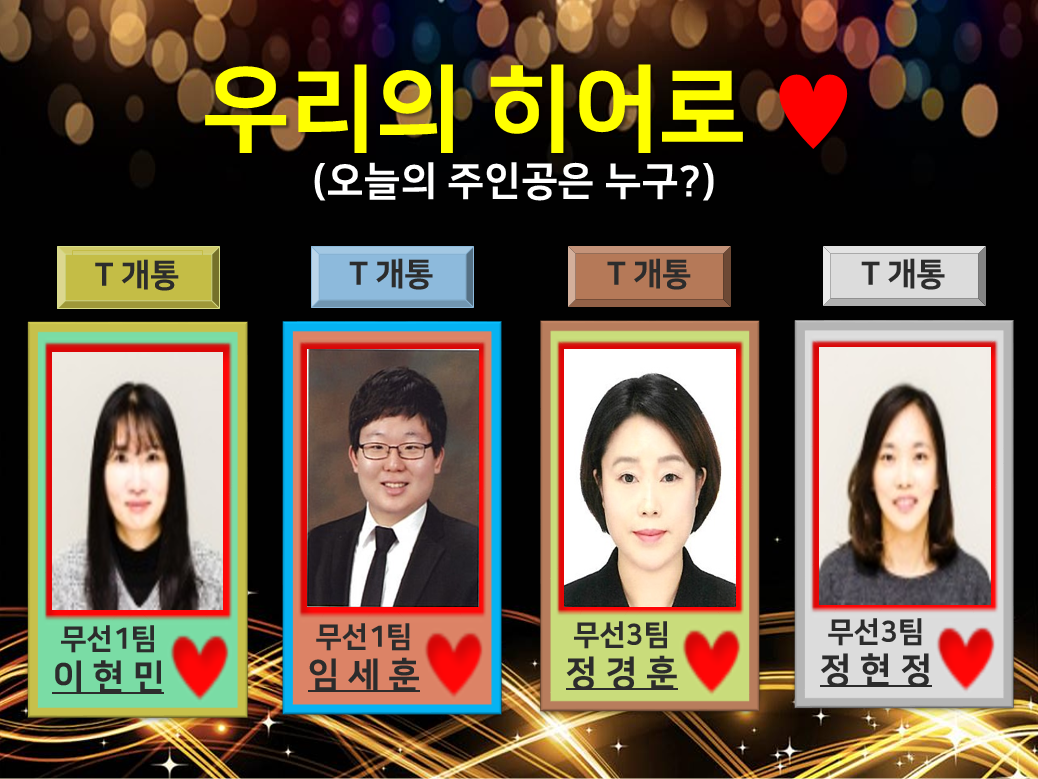 우리의 히어로
(오늘의 주인공은 누구?)
T 개통
T 개통
T 개통
T 개통
무선1팀
이 현 민
무선1팀
임 세 훈
무선3팀
정 경 훈
무선3팀
정 현 정